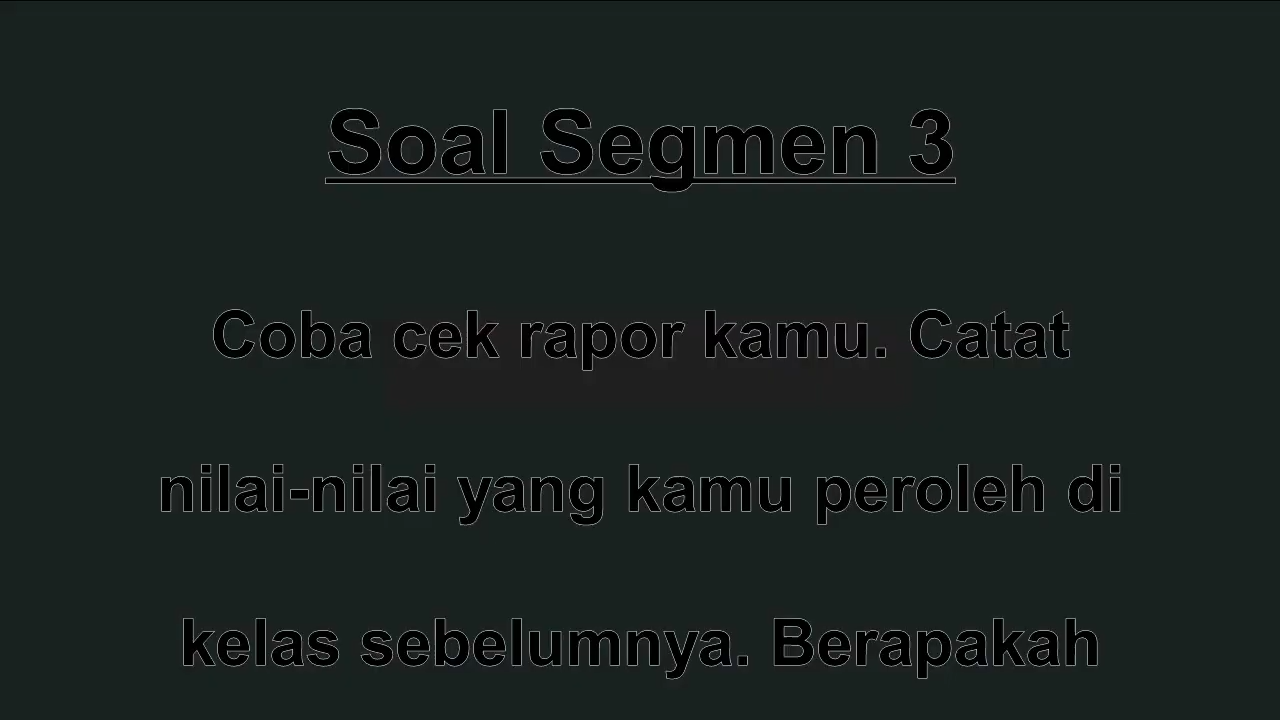 Soal Segmen 3
Coba cek rapor kamu. Catat
nilai-nilai yang kamu peroleh di
kelas sebelumnya. Berapakah